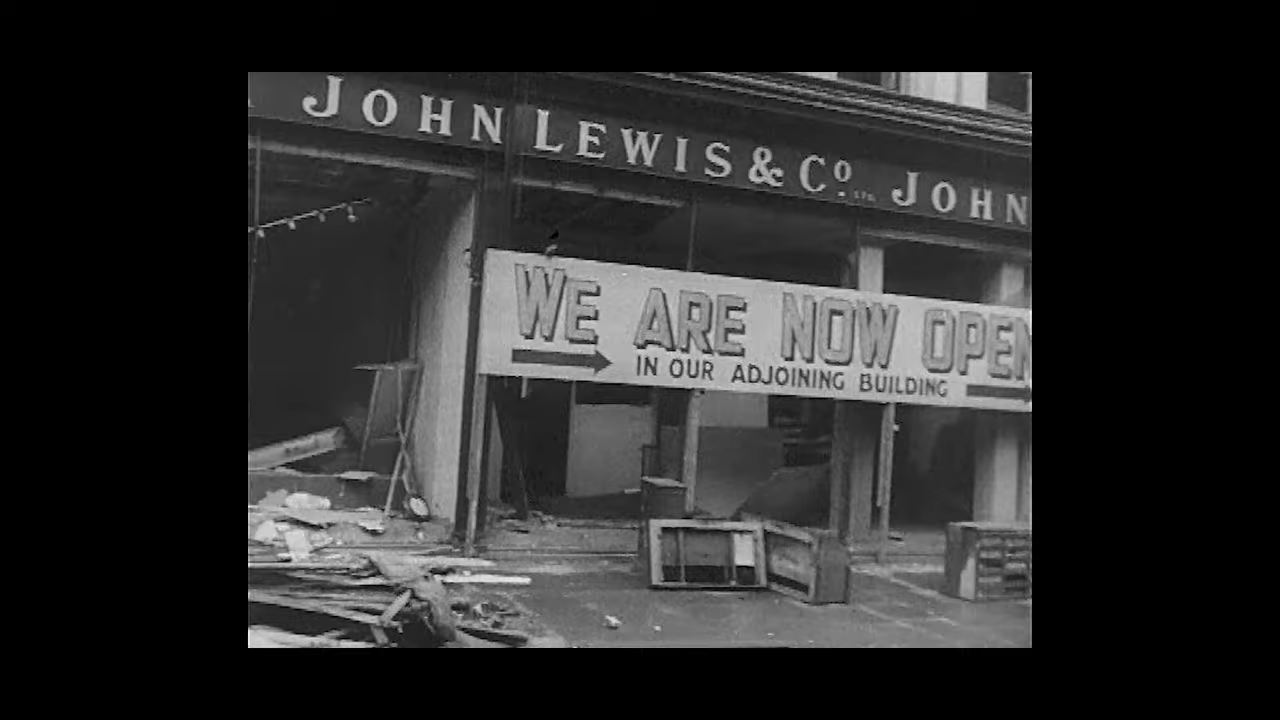 JOHN LEWIS & Co. LTD. JOHN
WE ARE NOW OPEN
IN OUR ADJOINING BUILDING